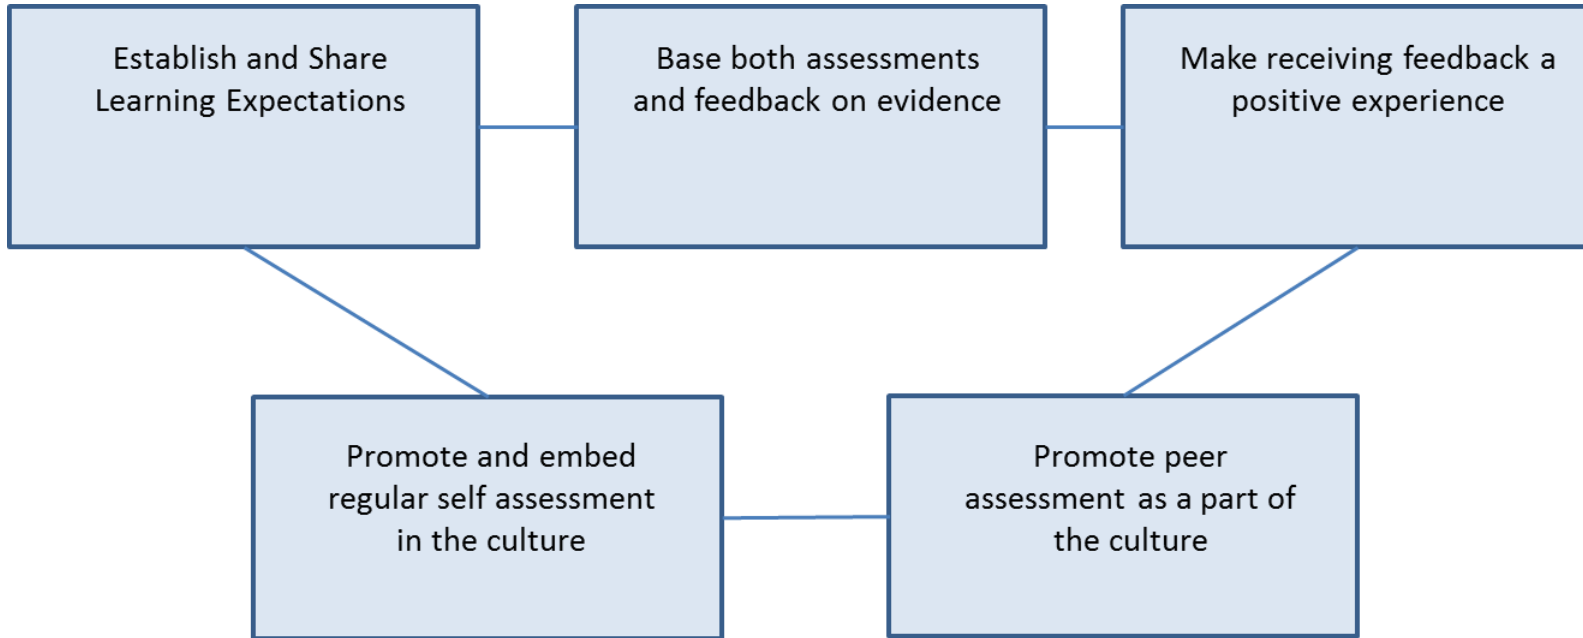 Establish and Share
Learning Expectations
Base both assessments
and feedback on evidence
Make receiving feedback a
positive experience
Promote and embed
regular self assessment
in the culture
Promote peer
assessment as a part of
the culture